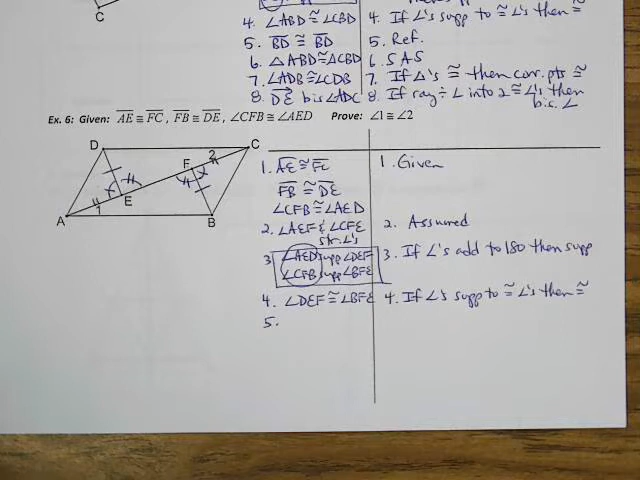 C
4. ∠ABD ≅ ∠CBD 4. If ∠'s supp to ≅ ∠'s then ≅
5. BD ≅ BD 5. Ref.
6. △ABD ≅ △CBD 6. SAS
7. ∠ADB ≅ ∠CDB 7. If △'s ≅ then corr. pts ≅
8. DE bis ∠ADC 8. If ray ÷ ∠ into 2 ≅ ∠'s then
bis. ∠
Ex. 6: Given: AE ≅ FC, FB ≅ DE, ∠CFB ≅ ∠AED Prove: ∠1 ≅ ∠2
D C
F 2
E
A 1 B
1. AE ≅ FC 1. Given
FB ≅ DE
∠CFB ≅ ∠AED
2. ∠AEF & ∠CFE 2. Assumed
str. ∠'s
3. ∠AED supp ∠DEF 3. If ∠'s add to 180 then supp
∠CFB supp ∠BFE
4. ∠DEF ≅ ∠BFE 4. If ∠'s supp to ≅ ∠'s then ≅
5.